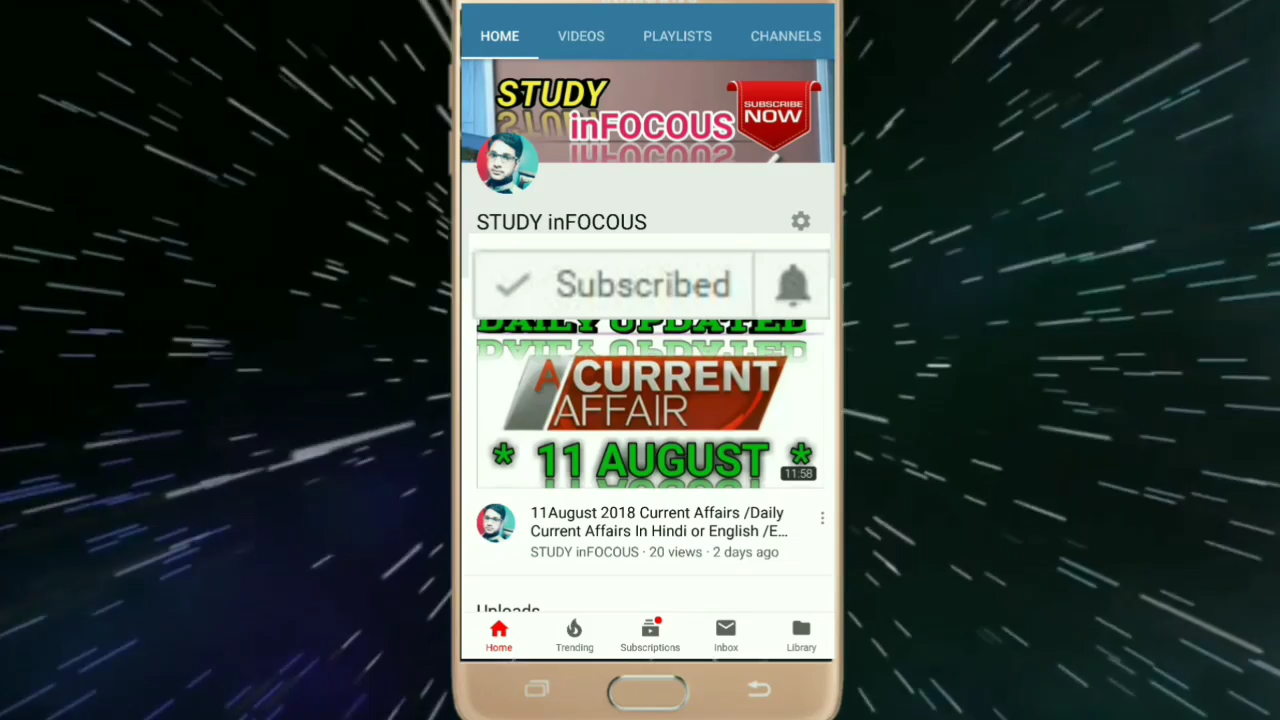 HOME VIDEOS PLAYLISTS CHANNELS
STUDY
inFOCOUS
SUBSCRIBE
NOW
STUDY inFOCOUS
Subscribed
DAILY UPDATED
A CURRENT
AFFAIR
* 11 AUGUST *
11:58
11August 2018 Current Affairs /Daily
Current Affairs In Hindi or English /E...
STUDY inFOCOUS · 20 views · 2 days ago
Uploads
Home Trending Subscriptions Inbox Library